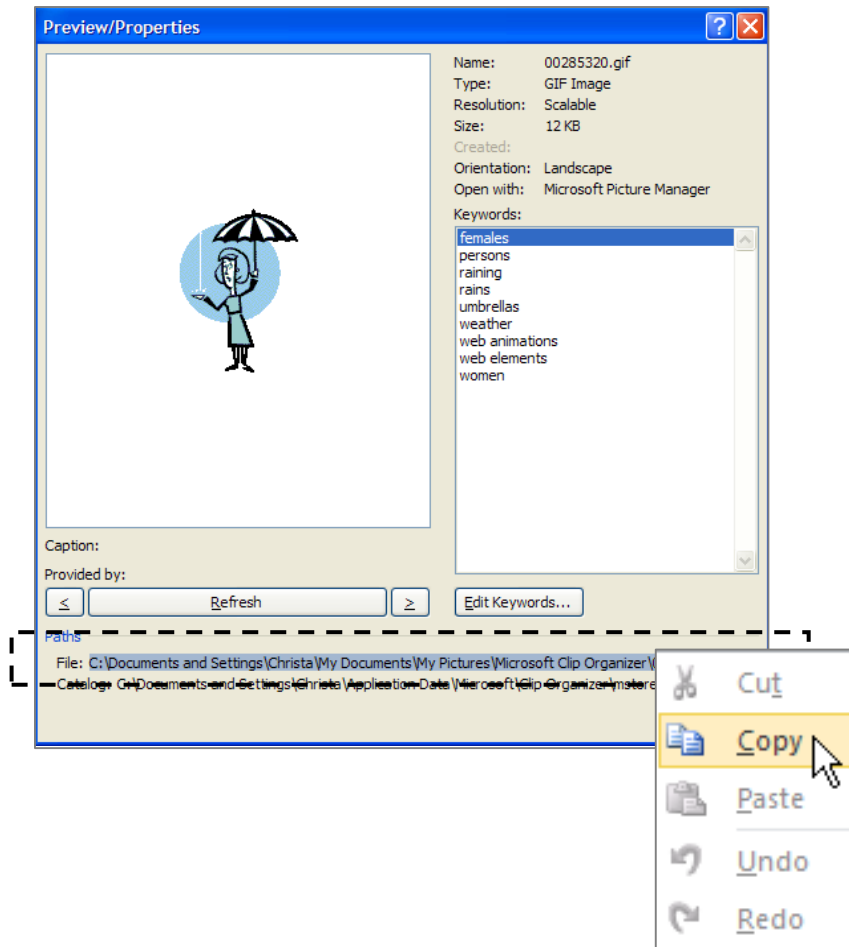 Preview/Properties
Name: 00285320.gif
Type: GIF Image
Resolution: Scalable
Size: 12 KB
Created:
Orientation: Landscape
Open with: Microsoft Picture Manager
Keywords:
females
persons
raining
rains
umbrellas
weather
web animations
web elements
women
Caption:
Provided by:
< Refresh > Edit Keywords...
Paths
File: C:\Documents and Settings\Christa\My Documents\My Pictures\Microsoft Clip Organizer\
Catalog: C:\Documents and Settings\Christa\Application Data\Microsoft\Clip Organizer\mstore
Cut
Copy
Paste
Undo
Redo